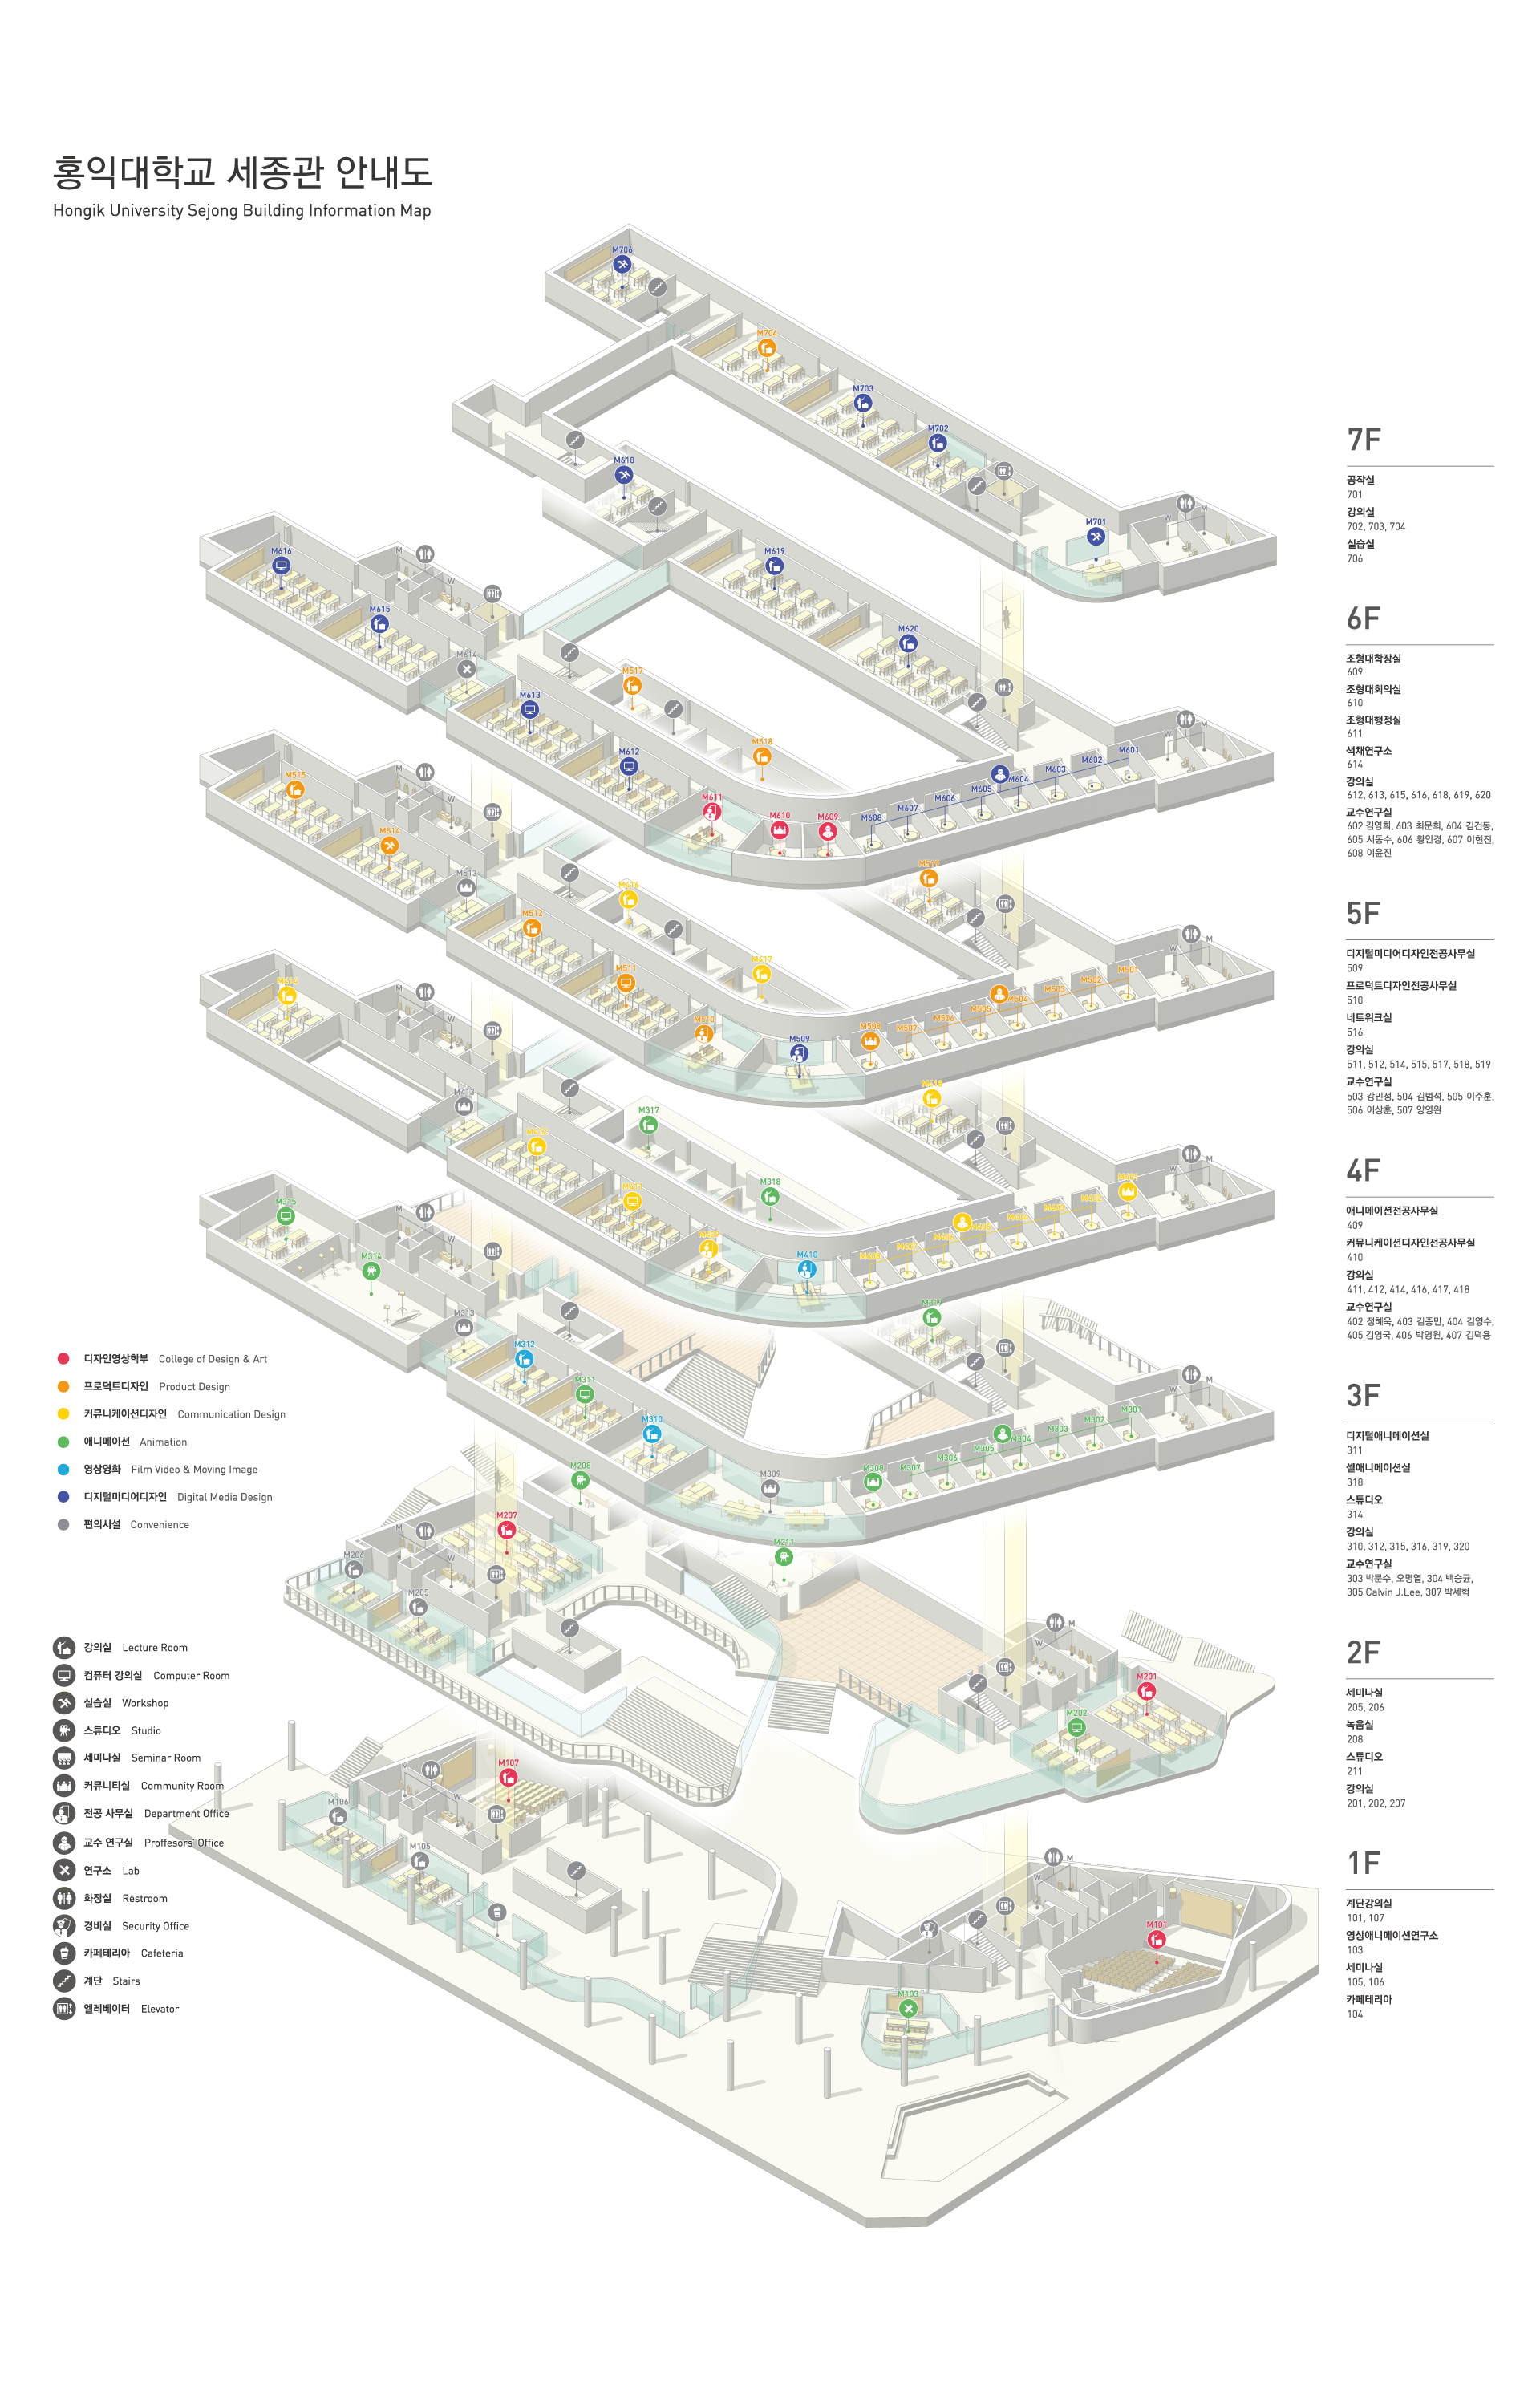 홍익대학교 세종관 안내도
Hongik University Sejong Building Information Map
M706
M704
M703
M702
M701
W
M
M618
M619
M620
M616
M615
M614
M613
M612
M611
M610
M609
M608
M607
M606
M605
M604
M603
M602
M601
M
W
W
M
M517
M518
M515
M514
M513
M512
M511
M510
M509
M507
M506
M505
M504
M503
M502
M501
M
W
W
M
M417
M413
M410
M
W
W
M
M317
M318
M315
M314
M313
M312
M311
M310
M309
M308
M307
M306
M305
M304
M303
M302
M301
M
W
W
M
M208
M207
M206
M205
M211
M201
M202
M
W
W
M
M107
M106
M105
M103
M101
M
W
W
M
디자인영상학부 College of Design & Art
프로덕트디자인 Product Design
커뮤니케이션디자인 Communication Design
애니메이션 Animation
영상영화 Film Video & Moving Image
디지털미디어디자인 Digital Media Design
편의시설 Convenience
강의실 Lecture Room
컴퓨터 강의실 Computer Room
실습실 Workshop
스튜디오 Studio
세미나실 Seminar Room
커뮤니티실 Community Room
전공 사무실 Department Office
교수 연구실 Proffesors' Office
연구소 Lab
화장실 Restroom
경비실 Security Office
카페테리아 Cafeteria
계단 Stairs
엘레베이터 Elevator
7F
공작실
701
강의실
702, 703, 704
실습실
706
6F
조형대학장실
609
조형대회의실
610
조형대행정실
611
색채연구소
614
강의실
612, 613, 615, 616, 618, 619, 620
교수연구실
602 김영희, 603 최문희, 604 김건동,
605 서동수, 606 황인경, 607 이현진,
608 이윤진
5F
디지털미디어디자인전공사무실
509
프로덕트디자인전공사무실
510
네트워크실
516
강의실
511, 512, 514, 515, 517, 518, 519
교수연구실
503 강민정, 504 김범석, 505 이주훈,
506 이상훈, 507 양영완
4F
애니메이션전공사무실
409
커뮤니케이션디자인전공사무실
410
강의실
411, 412, 414, 416, 417, 418
교수연구실
402 정혜욱, 403 김종민, 404 김영수,
405 김영국, 406 박영원, 407 김덕용
3F
디지털애니메이션실
311
셀애니메이션실
318
스튜디오
314
강의실
310, 312, 315, 316, 319, 320
교수연구실
303 박문수, 오명열, 304 백승균,
305 Calvin J.Lee, 307 박세혁
2F
세미나실
205, 206
녹음실
208
스튜디오
211
강의실
201, 202, 207
1F
계단강의실
101, 107
영상애니메이션연구소
103
세미나실
105, 106
카페테리아
104